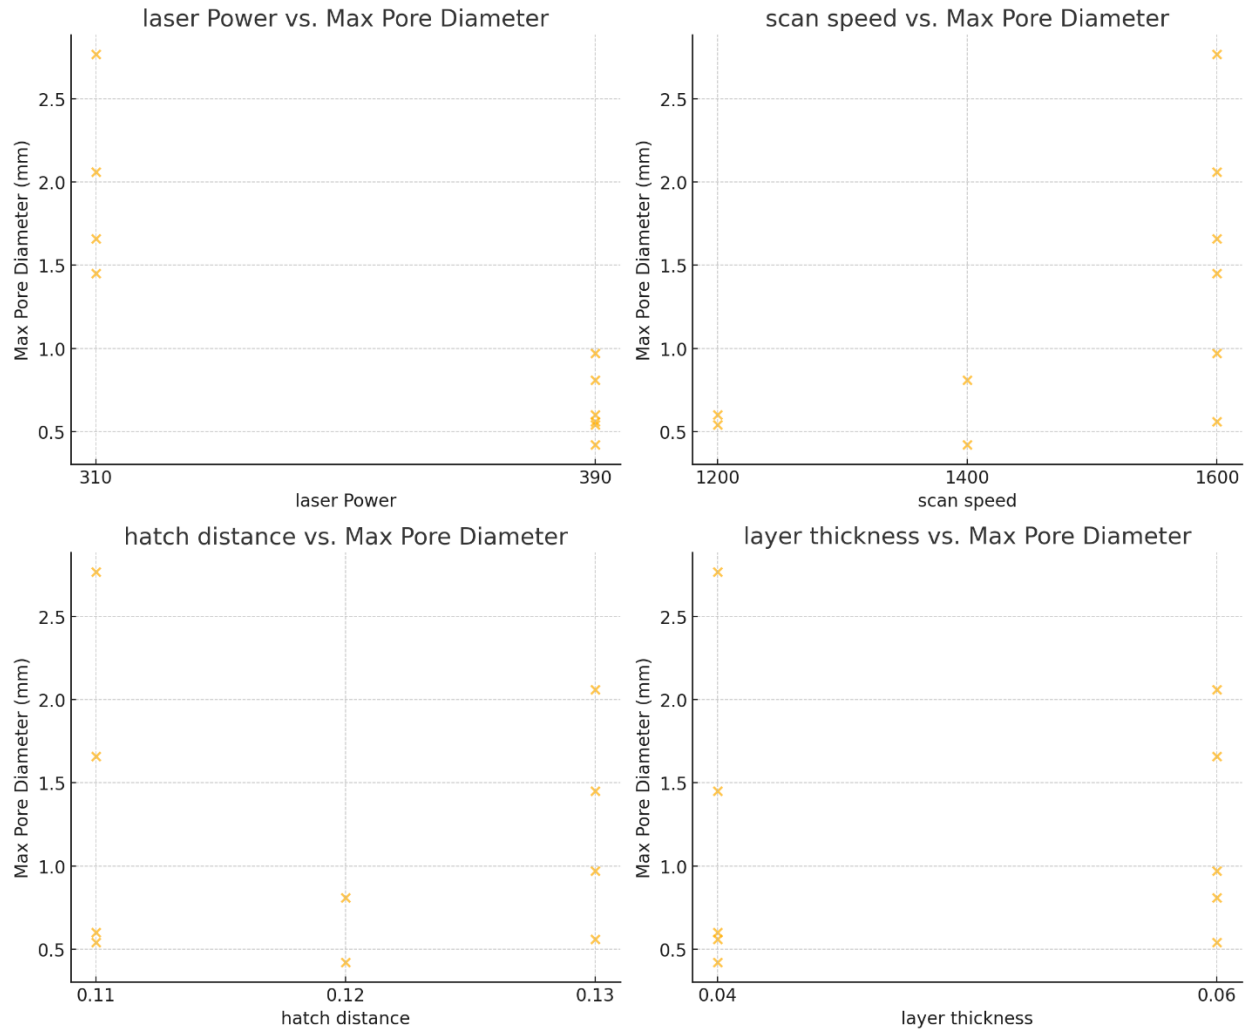 laser Power vs. Max Pore Diameter
Max Pore Diameter (mm)
2.5
2.0
1.5
1.0
0.5
310 390
laser Power
scan speed vs. Max Pore Diameter
Max Pore Diameter (mm)
2.5
2.0
1.5
1.0
0.5
1200 1400 1600
scan speed
hatch distance vs. Max Pore Diameter
Max Pore Diameter (mm)
2.5
2.0
1.5
1.0
0.5
0.11 0.12 0.13
hatch distance
layer thickness vs. Max Pore Diameter
Max Pore Diameter (mm)
2.5
2.0
1.5
1.0
0.5
0.04 0.06
layer thickness